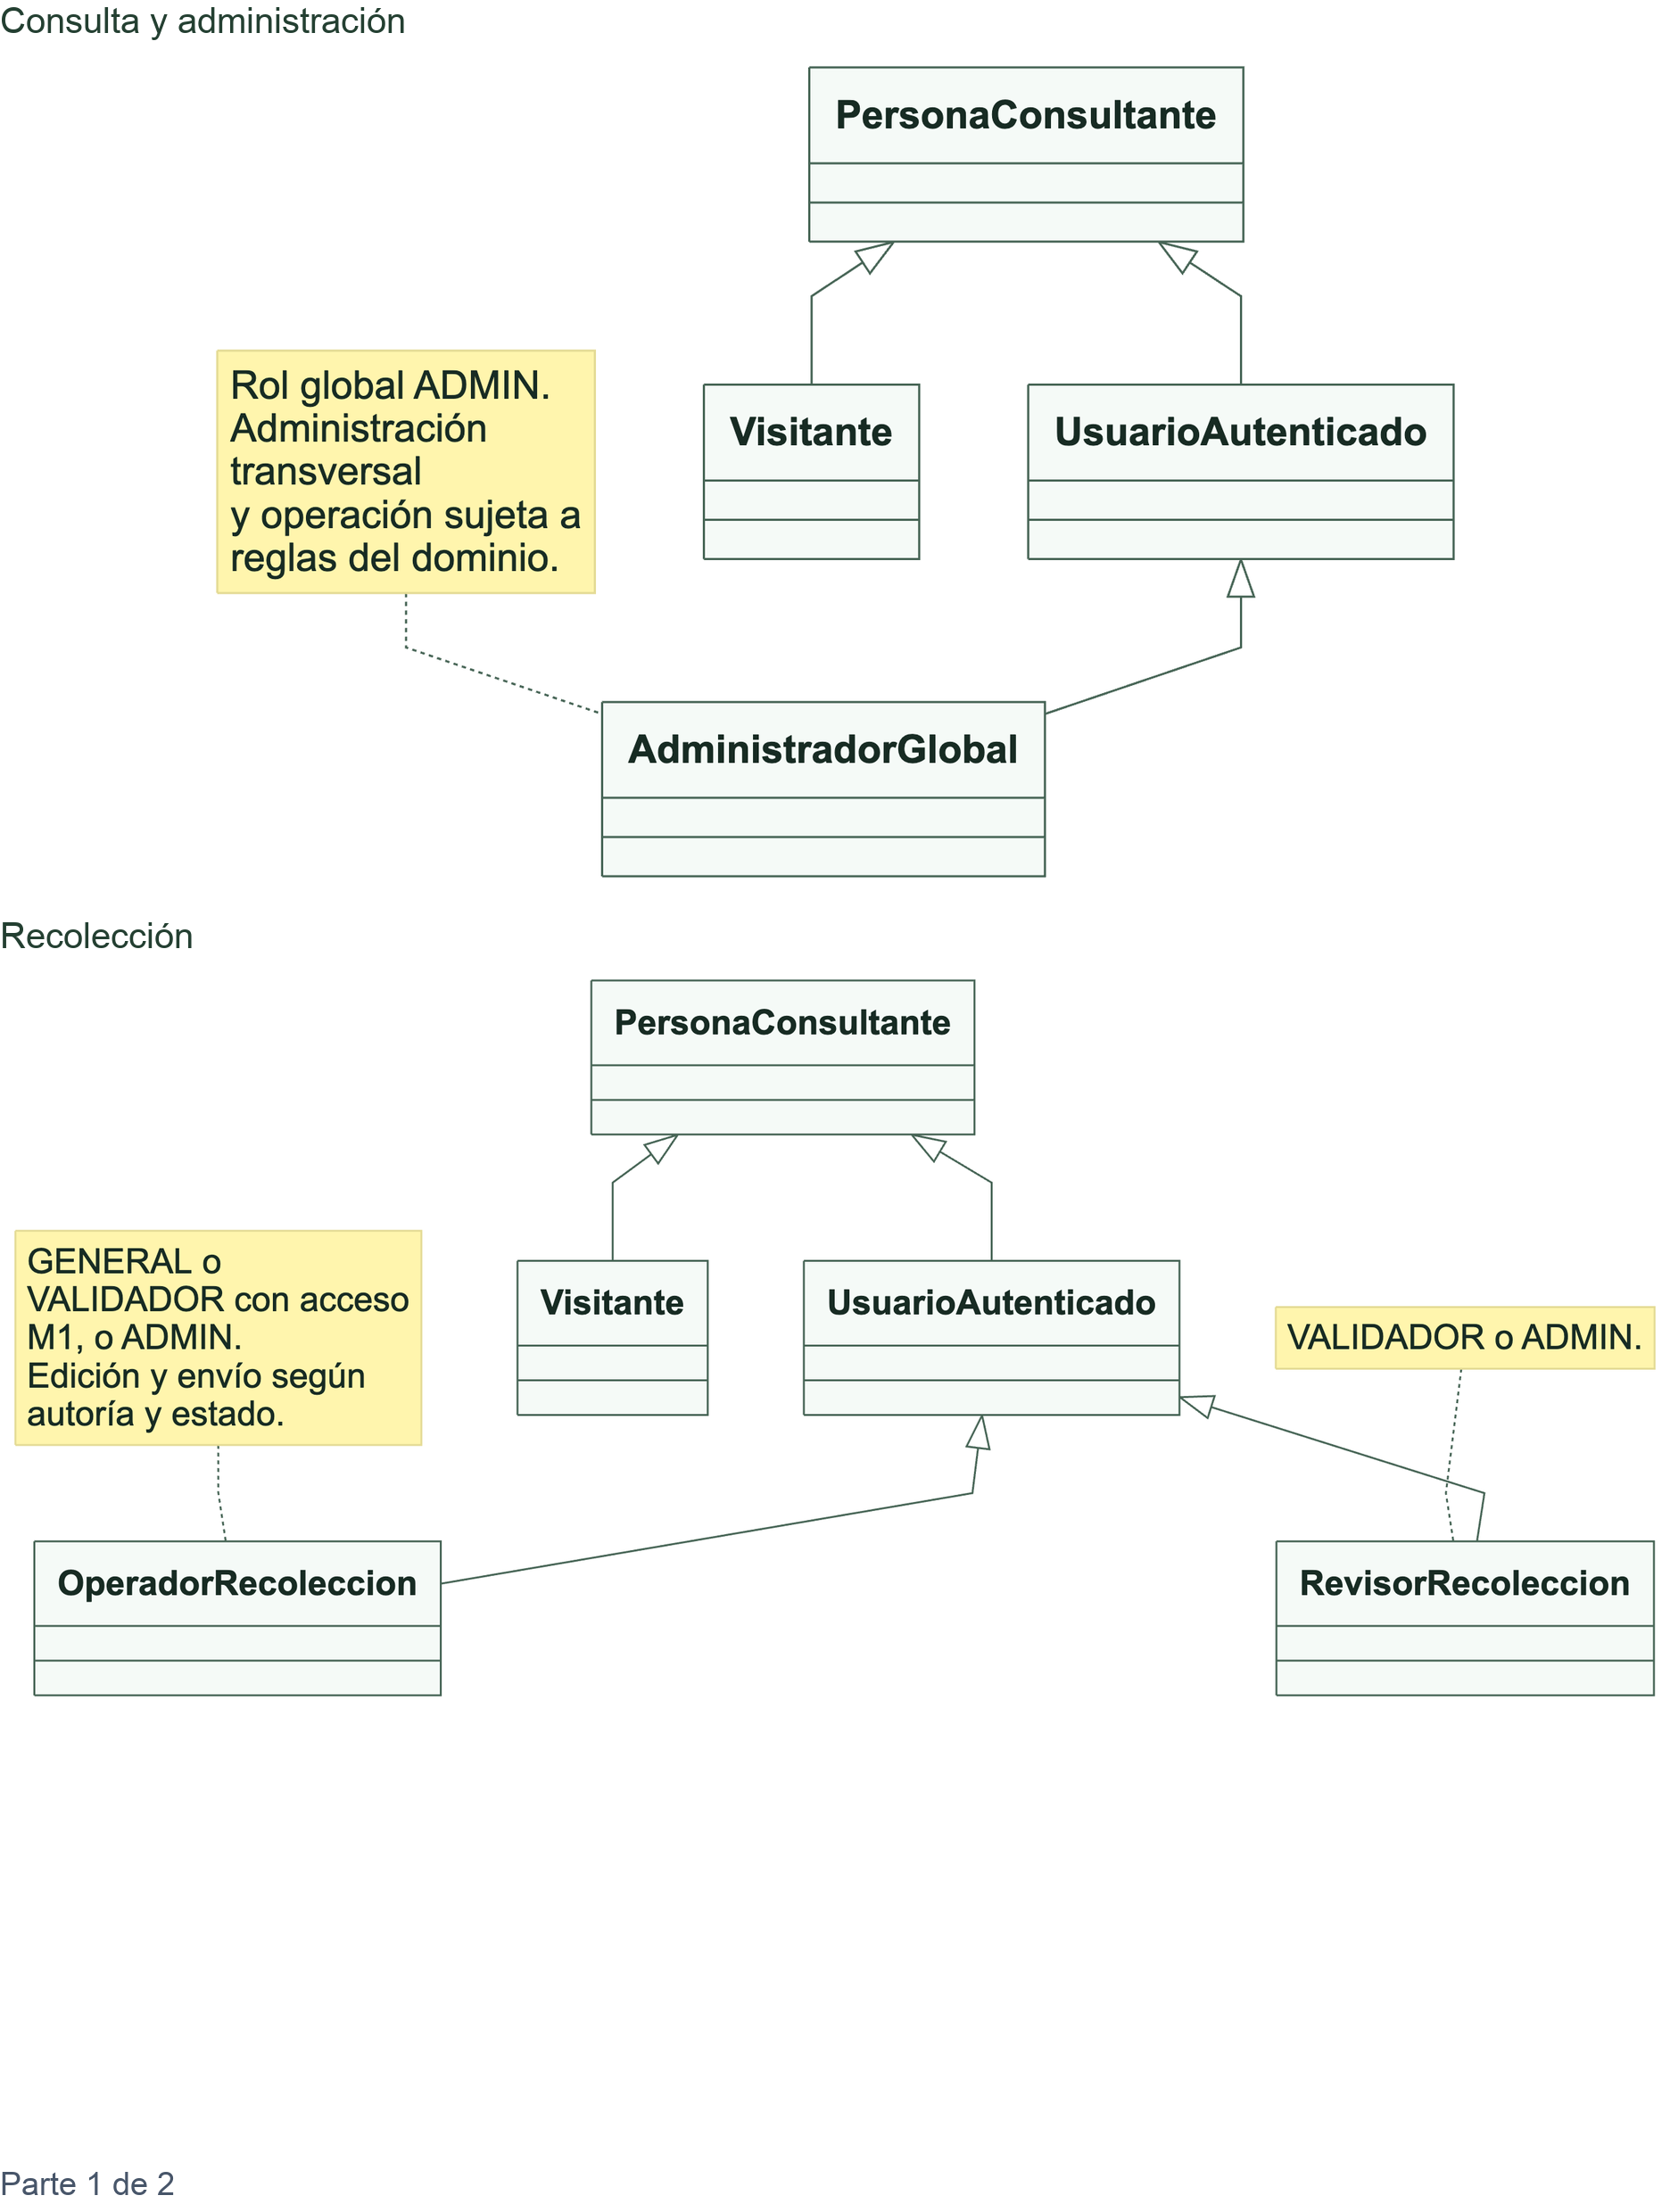 Consulta y administración
PersonaConsultante
Rol global ADMIN.
Administración
transversal
y operación sujeta a
reglas del dominio.
Visitante
UsuarioAutenticado
AdministradorGlobal
Recolección
PersonaConsultante
GENERAL o
VALIDADOR con acceso
M1, o ADMIN.
Edición y envío según
autoría y estado.
Visitante
UsuarioAutenticado
VALIDADOR o ADMIN.
OperadorRecoleccion
RevisorRecoleccion
Parte 1 de 2